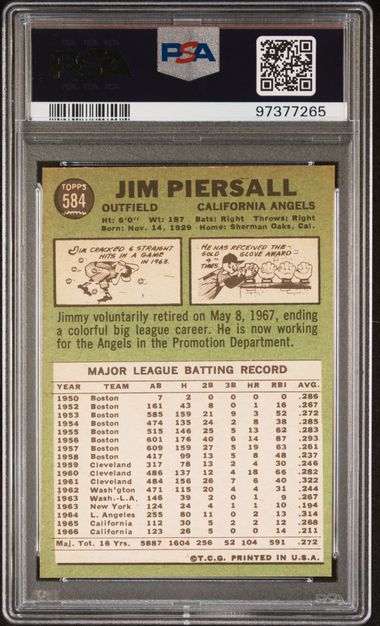 PSA
97377265
TOPPS
584
JIM PIERSALL
OUTFIELD CALIFORNIA ANGELS
Ht: 6'0" Wt: 187 Bats: Right Throws: Right
Born: Nov. 14, 1929 Home: Sherman Oaks, Cal.
JIM CRACKED 6 STRAIGHT
HITS IN A GAME
IN 1953.
HE HAS RECEIVED THE
GOLD GLOVE AWARD
TIMES
Jimmy voluntarily retired on May 8, 1967, ending
a colorful big league career. He is now working
for the Angels in the Promotion Department.
MAJOR LEAGUE BATTING RECORD
YEAR TEAM AB H 2B 3B HR RBI AVG.
1950 Boston 7 2 0 0 0 0 .286
1952 Boston 161 43 8 0 1 16 .267
1953 Boston 585 159 21 9 3 52 .272
1954 Boston 474 135 24 2 8 38 .285
1955 Boston 515 146 25 5 13 62 .283
1956 Boston 601 176 40 6 14 87 .293
1957 Boston 609 159 27 5 19 63 .261
1958 Boston 417 99 13 5 8 48 .237
1959 Cleveland 317 78 13 2 4 30 .246
1960 Cleveland 486 137 12 4 18 66 .282
1961 Cleveland 484 156 26 7 6 40 .322
1962 Wash'gton 471 115 20 4 4 31 .244
1963 Wash.-L.A. 146 39 2 0 1 9 .267
1963 New York 124 24 4 1 1 10 .194
1964 L. Angeles 255 80 11 0 2 13 .314
1965 California 112 30 5 2 2 12 .268
1966 California 123 26 5 0 0 14 .211
Maj. Tot. 16 Yrs. 5887 1604 256 52 104 591 .272
©T.C.G. PRINTED IN U.S.A.